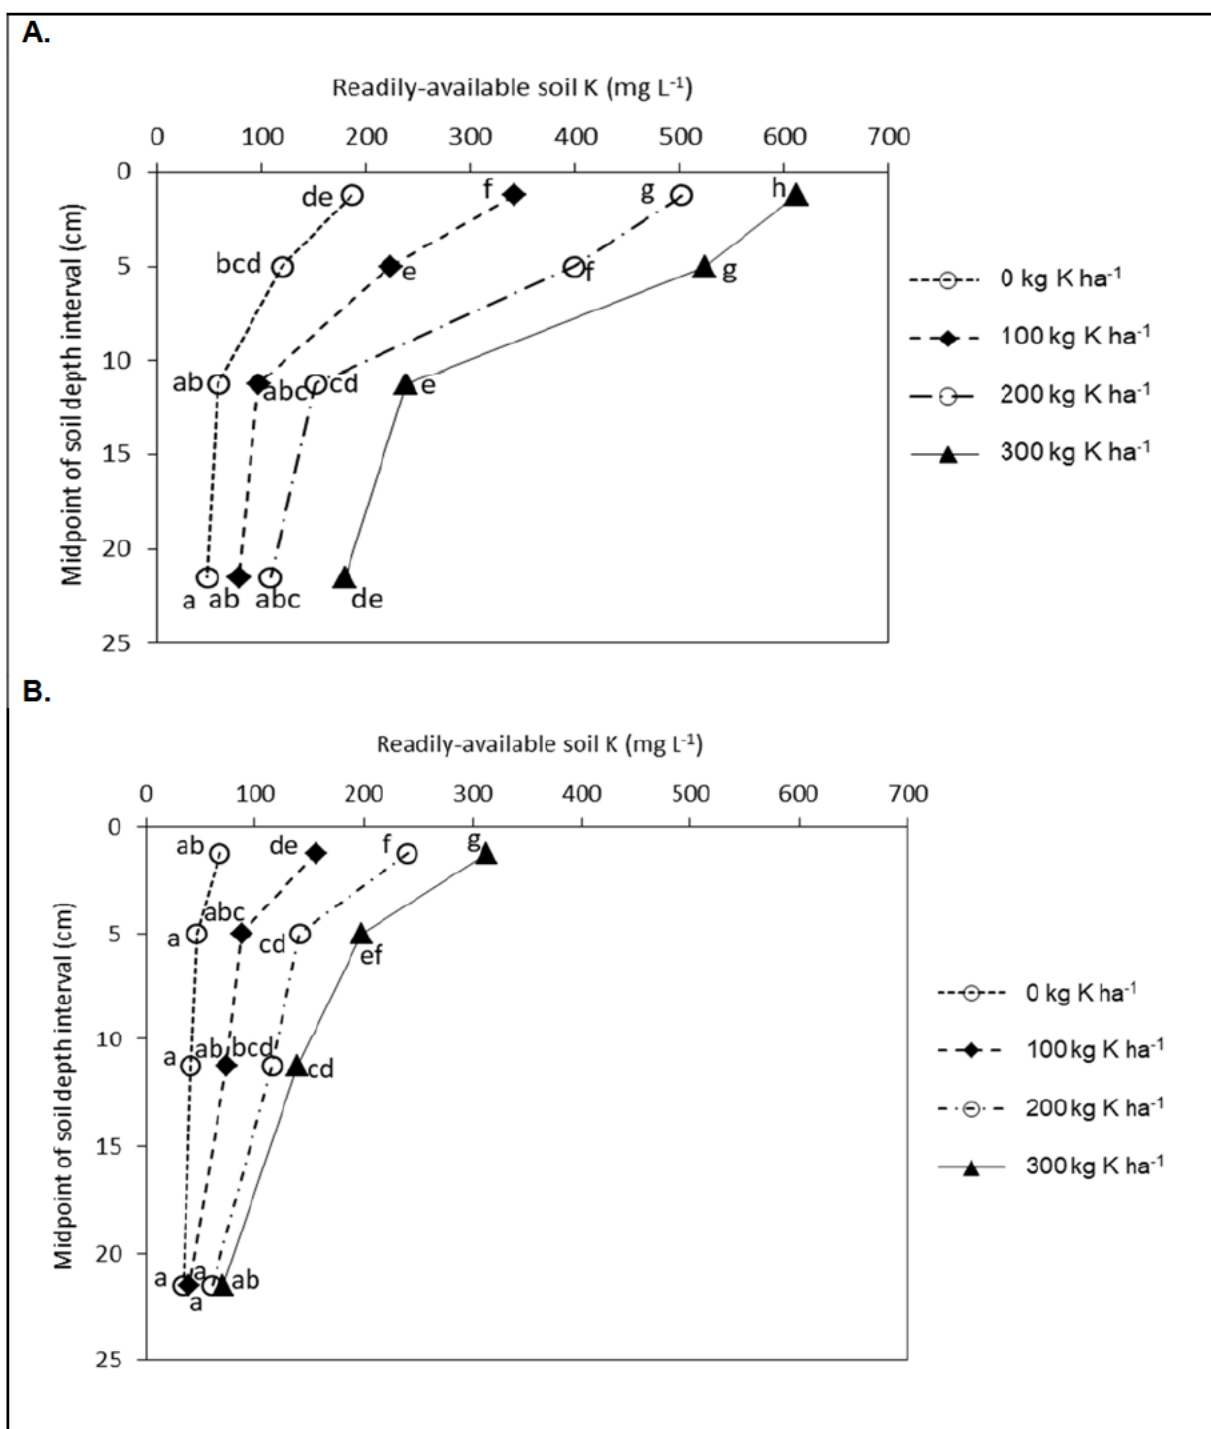 A.
Readily-available soil K (mg L⁻¹)
0 100 200 300 400 500 600 700
Midpoint of soil depth interval (cm)
0
5
10
15
20
25
de f g h
bcd e f g
ab abc cd e
a ab abc de
0 kg K ha⁻¹
100 kg K ha⁻¹
200 kg K ha⁻¹
300 kg K ha⁻¹
B.
Readily-available soil K (mg L⁻¹)
0 100 200 300 400 500 600 700
Midpoint of soil depth interval (cm)
0
5
10
15
20
25
ab de f g
a abc cd ef
a ab bcd cd
a a a ab
0 kg K ha⁻¹
100 kg K ha⁻¹
200 kg K ha⁻¹
300 kg K ha⁻¹